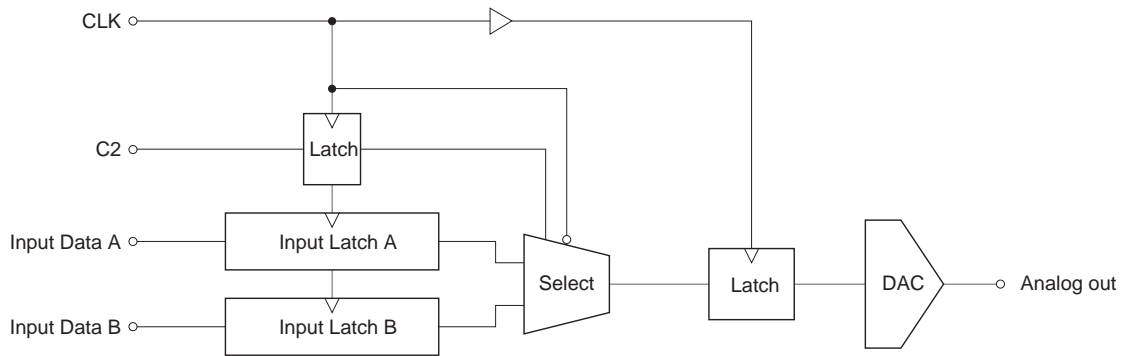 CLK
C2
Latch
Input Data A
Input Latch A
Select
Latch
DAC
Analog out
Input Data B
Input Latch B